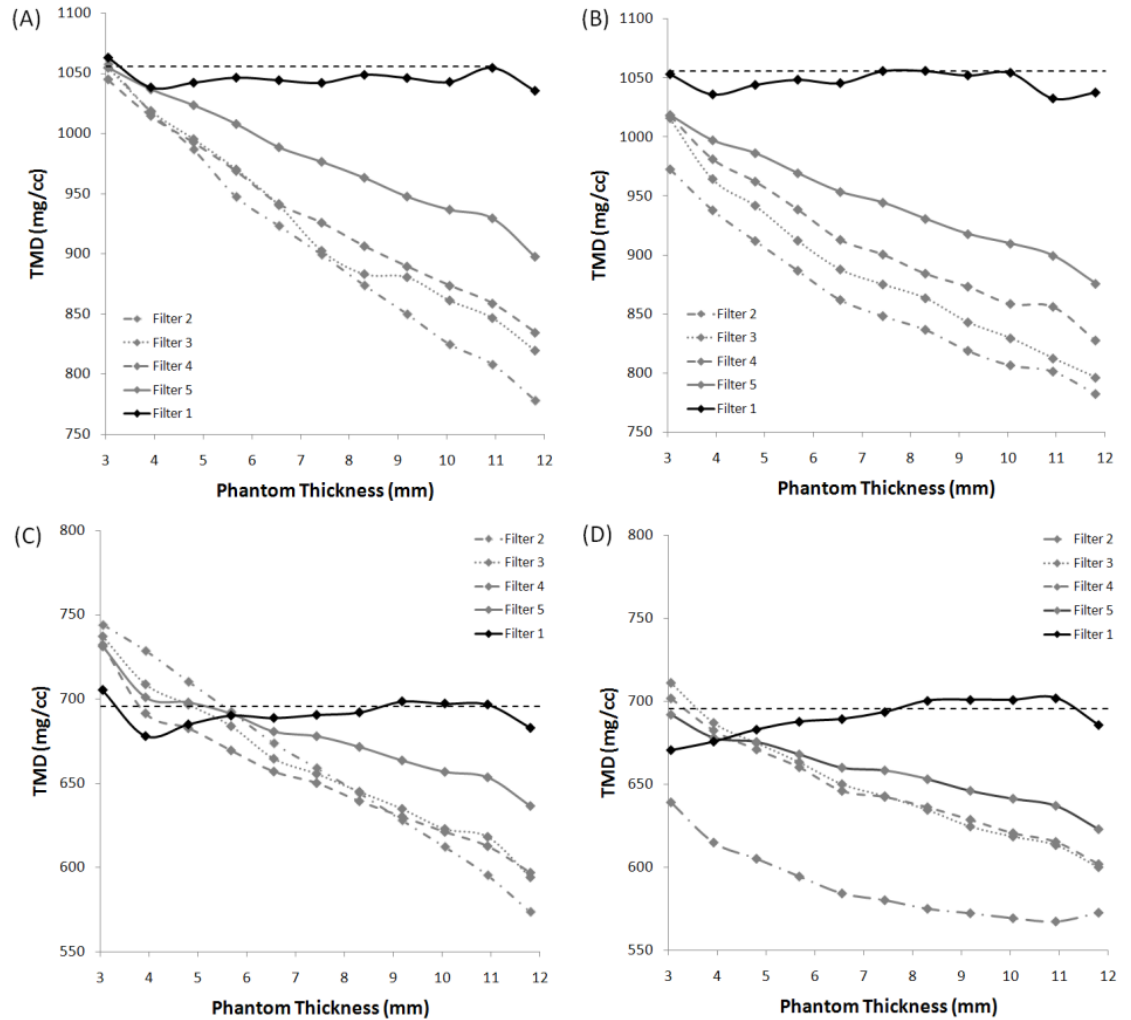 (A)
1100
1050
1000
950
900
850
800
750
TMD (mg/cc)
Filter 2
Filter 3
Filter 4
Filter 5
Filter 1
3 4 5 6 7 8 9 10 11 12
Phantom Thickness (mm)
(B)
1100
1050
1000
950
900
850
800
750
TMD (mg/cc)
Filter 2
Filter 3
Filter 4
Filter 5
Filter 1
3 4 5 6 7 8 9 10 11 12
Phantom Thickness (mm)
(C)
800
750
700
650
600
550
TMD (mg/cc)
Filter 2
Filter 3
Filter 4
Filter 5
Filter 1
3 4 5 6 7 8 9 10 11 12
Phantom Thickness (mm)
(D)
800
750
700
650
600
550
TMD (mg/cc)
Filter 2
Filter 3
Filter 4
Filter 5
Filter 1
3 4 5 6 7 8 9 10 11 12
Phantom Thickness (mm)